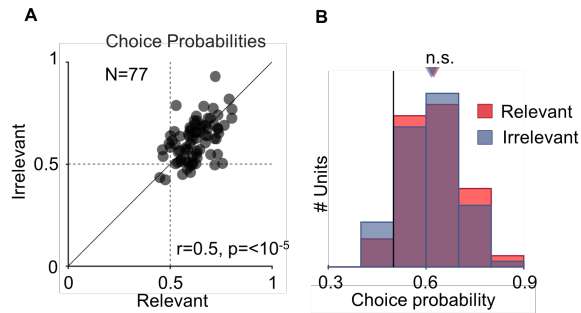 A
Choice Probabilities
N=77
1
0.5
0
Irrelevant
r=0.5, p=<10-5
0
0.5
1
Relevant
B
n.s.
Relevant
Irrelevant
# Units
0.3
0.6
0.9
Choice probability